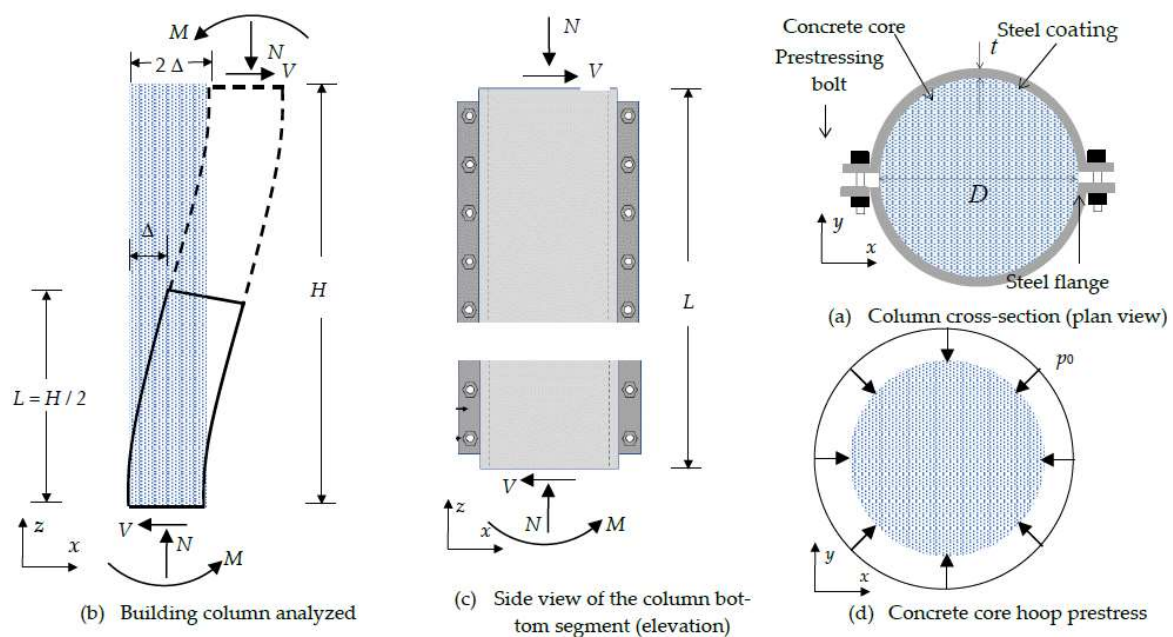 M
N
2 Δ
V
Δ
H
L = H / 2
z
x
V
N
M
(b) Building column analyzed
N
V
L
V
N
M
z
x
(c) Side view of the column bot-
tom segment (elevation)
Concrete core
Steel coating
Prestressing
bolt
t
D
y
x
Steel flange
(a) Column cross-section (plan view)
p0
y
x
(d) Concrete core hoop prestress